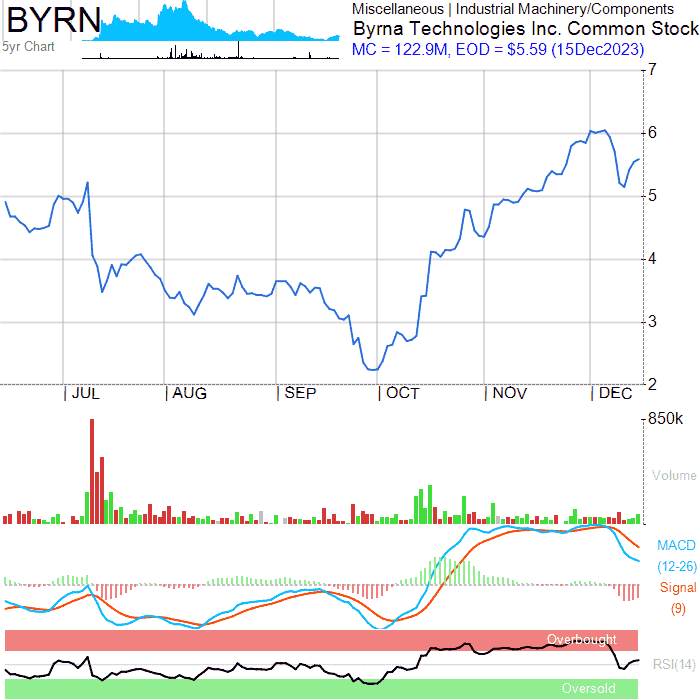 BYRN
5yr Chart
Miscellaneous | Industrial Machinery/Components
Byrna Technologies Inc. Common Stock
MC = 122.9M, EOD = $5.59 (15Dec2023)
7
6
5
4
3
2
JUL AUG SEP OCT NOV DEC
850k
Volume
MACD
(12-26)
Signal
(9)
Overbought
RSI(14)
Oversold